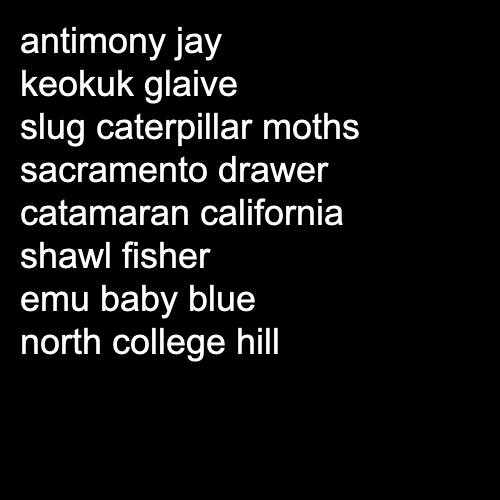 antimony jay
keokuk glaive
slug caterpillar moths
sacramento drawer
catamaran california
shawl fisher
emu baby blue
north college hill